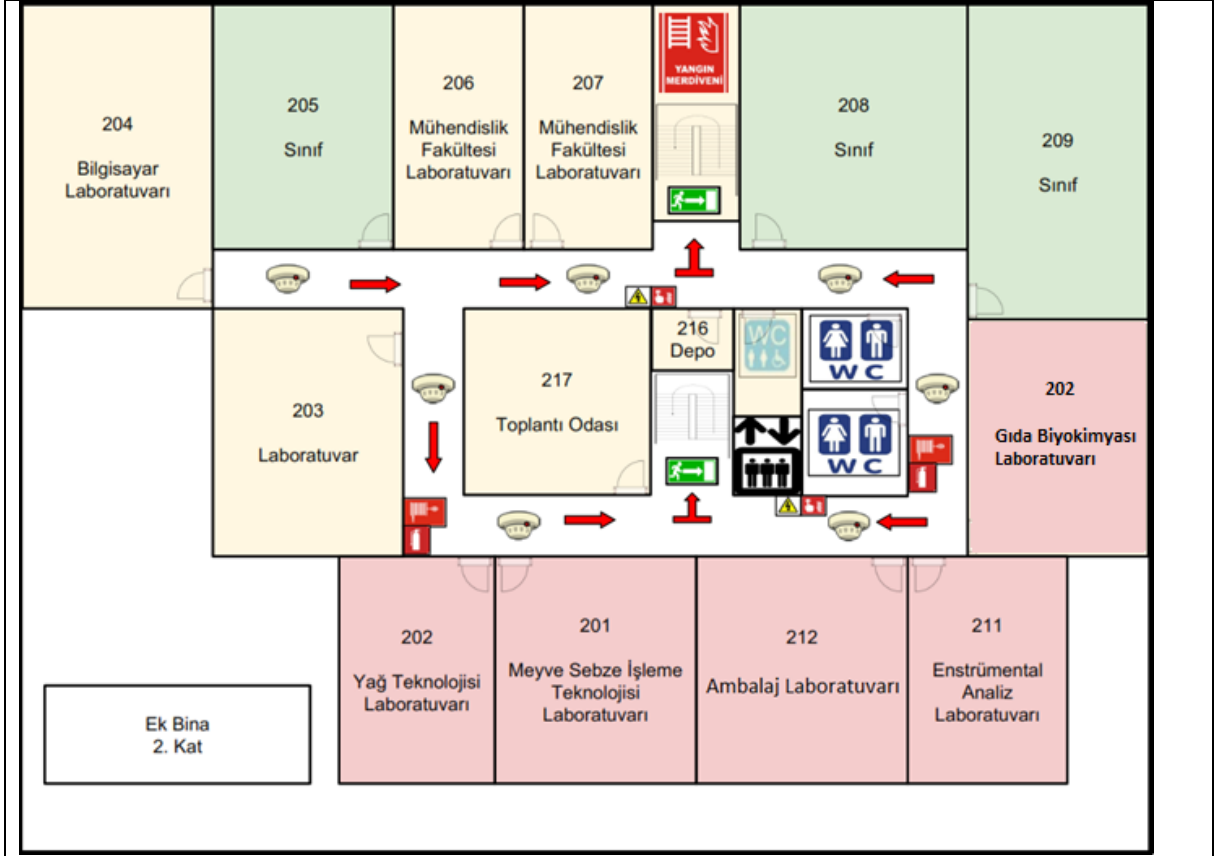 204
Bilgisayar
Laboratuvarı
205
Sınıf
206
Mühendislik
Fakültesi
Laboratuvarı
207
Mühendislik
Fakültesi
Laboratuvarı
YANGIN
MERDİVENİ
208
Sınıf
209
Sınıf
203
Laboratuvar
217
Toplantı Odası
216
Depo
WC
W C
W C
202
Gıda Biyokimyası
Laboratuvarı
202
Yağ Teknolojisi
Laboratuvarı
201
Meyve Sebze İşleme
Teknolojisi
Laboratuvarı
212
Ambalaj Laboratuvarı
211
Enstrümental
Analiz
Laboratuvarı
Ek Bina
2. Kat